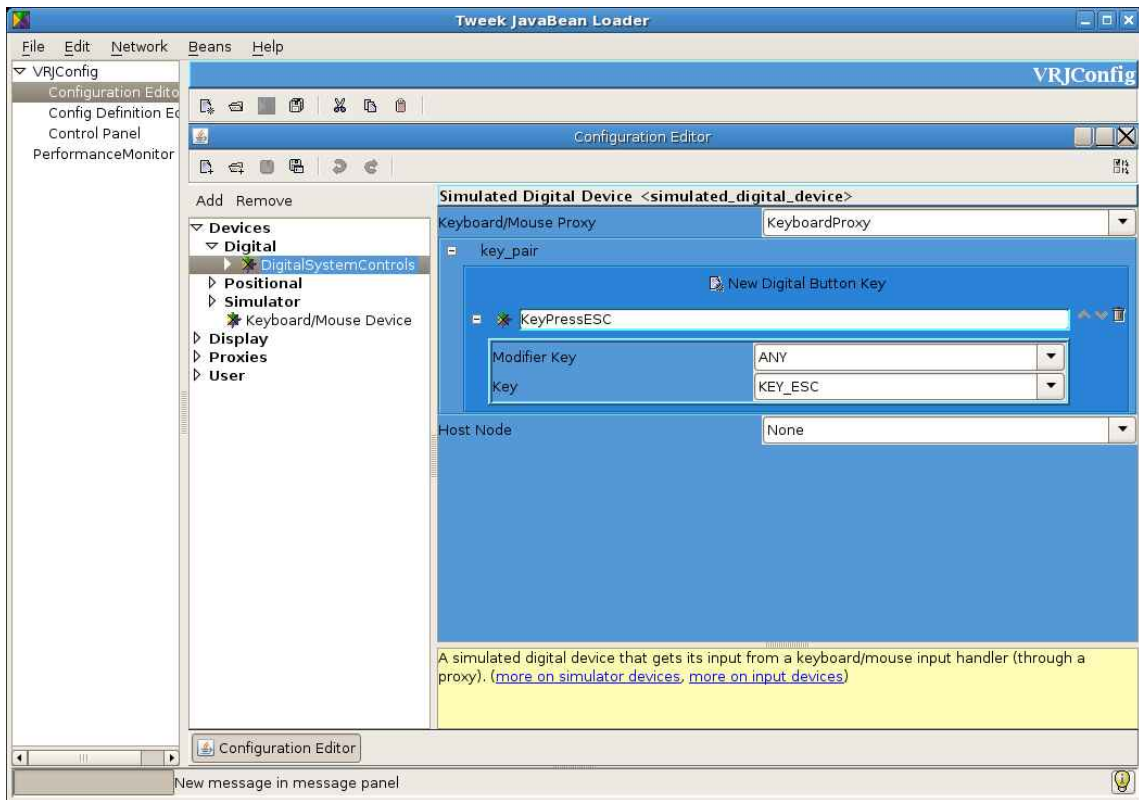 Tweek JavaBean Loader
File Edit Network Beans Help
VRJConfig
Configuration Edito
Config Definition Ec
Control Panel
PerformanceMonitor
VRJConfig
Configuration Editor
Add Remove
Devices
Digital
DigitalSystemControls
Positional
Simulator
Keyboard/Mouse Device
Display
Proxies
User
Simulated Digital Device <simulated_digital_device>
Keyboard/Mouse Proxy KeyboardProxy
key_pair
New Digital Button Key
KeyPressESC
Modifier Key ANY
Key KEY_ESC
Host Node None
A simulated digital device that gets its input from a keyboard/mouse input handler (through a
proxy). (more on simulator devices, more on input devices)
Configuration Editor
New message in message panel